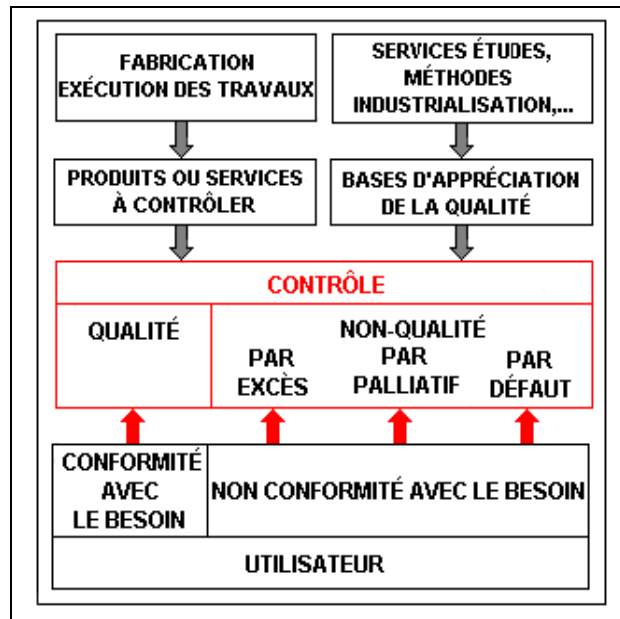 FABRICATION
EXÉCUTION DES TRAVAUX
SERVICES ÉTUDES,
MÉTHODES
INDUSTRIALISATION,...
PRODUITS OU SERVICES
À CONTRÔLER
BASES D'APPRÉCIATION
DE LA QUALITÉ
CONTRÔLE
QUALITÉ
NON-QUALITÉ
PAR
EXCÈS
PAR
PALLIATIF
PAR
DÉFAUT
CONFORMITÉ
AVEC
LE BESOIN
NON CONFORMITÉ AVEC LE BESOIN
UTILISATEUR